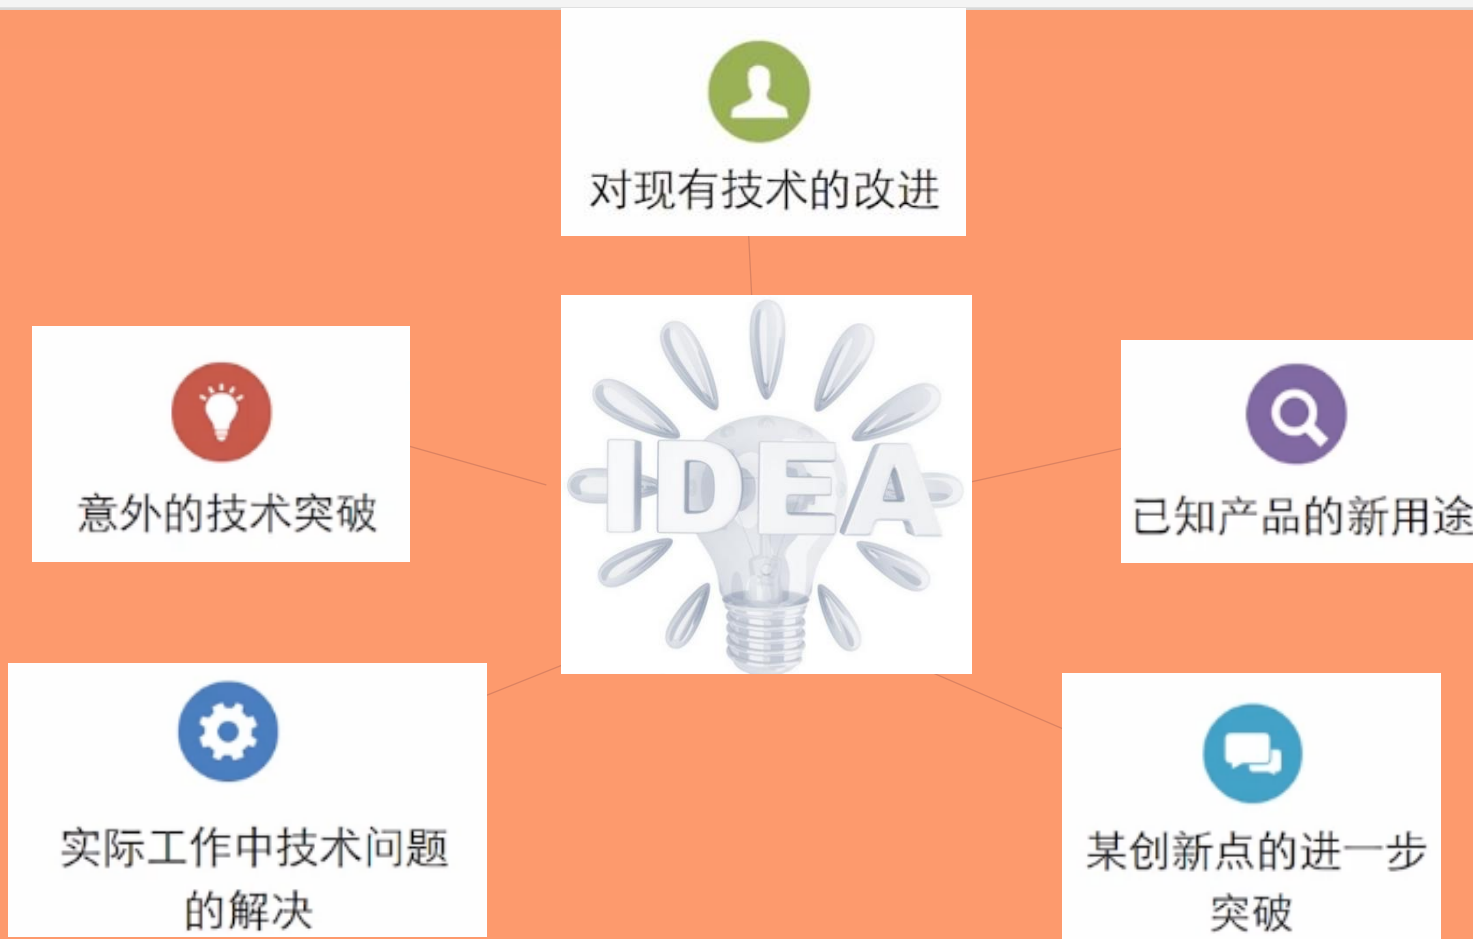 对现有技术的改进
IDEA
意外的技术突破
已知产品的新用途
实际工作中技术问题
的解决
某创新点的进一步
突破